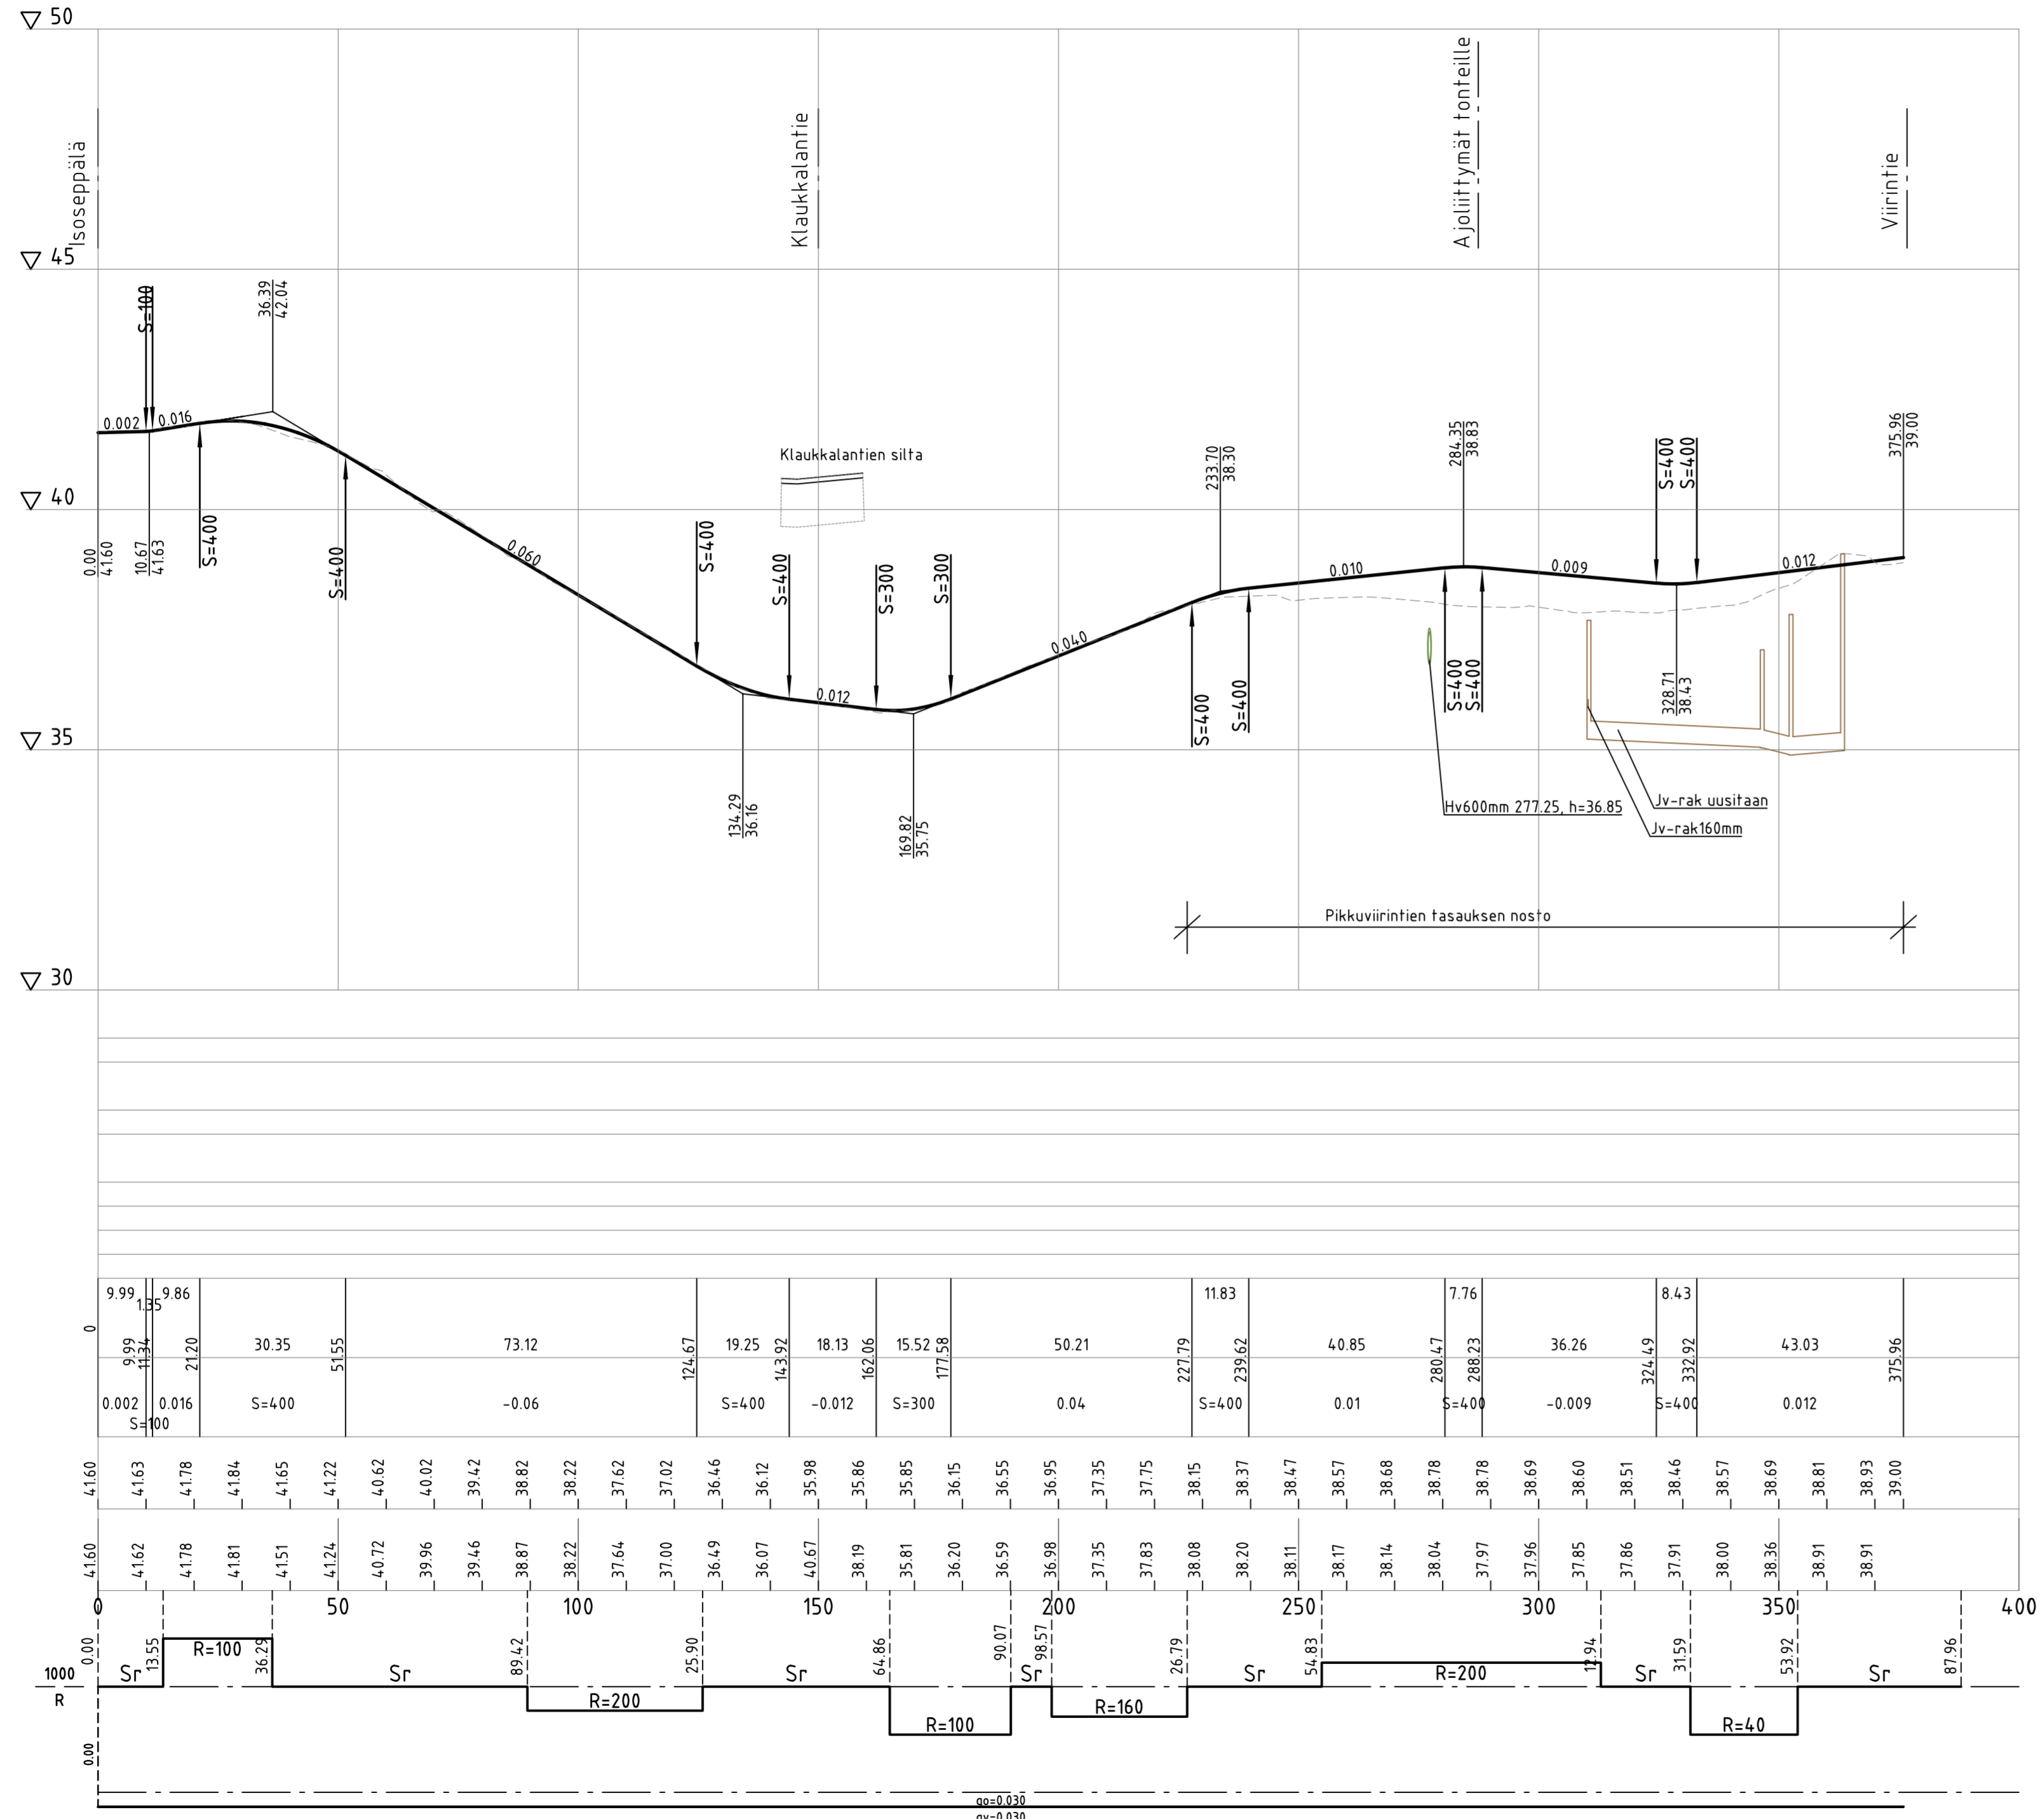 50
45
40
35
30
Isoseppälä
Klaukkalantie
Ajoliittymät tonteille
Viirintie
S=100
36.39
42.04
0.002
0.016
0.00
41.60
10.67
41.63
S=400
S=400
0.060
S=400
Klaukkalantien silta
S=400
0.012
S=300
S=300
134.29
36.16
169.82
35.75
0.040
233.70
38.30
S=400
S=400
0.010
284.35
38.83
S=400
S=400
0.009
S=400
S=400
328.71
38.43
0.012
375.96
39.00
Hv600mm 277.25, h=36.85
Jv-rak uusitaan
Jv-rak160mm
Pikkuviirintien tasauksen nosto
9.99 1.35 9.86 11.83 7.76 8.43
30.35 73.12 19.25 18.13 15.52 50.21 40.85 36.26 43.03
0 9.99 11.34 21.20 51.55 124.67 143.92 162.06 177.58 227.79 239.62 280.47 288.23 324.49 332.92 375.96
0.002 0.016 S=400 -0.06 S=400 -0.012 S=300 0.04 S=400 0.01 S=400 -0.009 S=400 0.012
S=100
41.60 41.63 41.78 41.84 41.65 41.22 40.62 40.02 39.42 38.82 38.22 37.62 37.02 36.46 36.12 35.98 35.86 35.85 36.15 36.55 36.95 37.35 37.75 38.15 38.37 38.47 38.57 38.68 38.78 38.78 38.69 38.60 38.51 38.46 38.57 38.69 38.81 38.93 39.00
41.60 41.62 41.78 41.81 41.51 41.24 40.72 39.96 39.46 38.87 38.22 37.64 37.00 36.49 36.07 40.67 38.19 35.81 36.20 36.59 36.98 37.35 37.83 38.08 38.20 38.11 38.17 38.14 38.04 37.97 37.96 37.85 37.86 37.91 38.00 38.36 38.91 38.91
0 50 100 150 200 250 300 350 400
0.00 13.55 36.29 89.42 25.90 64.86 90.07 98.57 26.79 54.83 12.94 31.59 53.92 87.96
1000
R
Sr R=100 Sr R=200 Sr R=100 Sr R=160 Sr R=200 Sr R=40 Sr
0.00
qo=0.030
qv=0.030